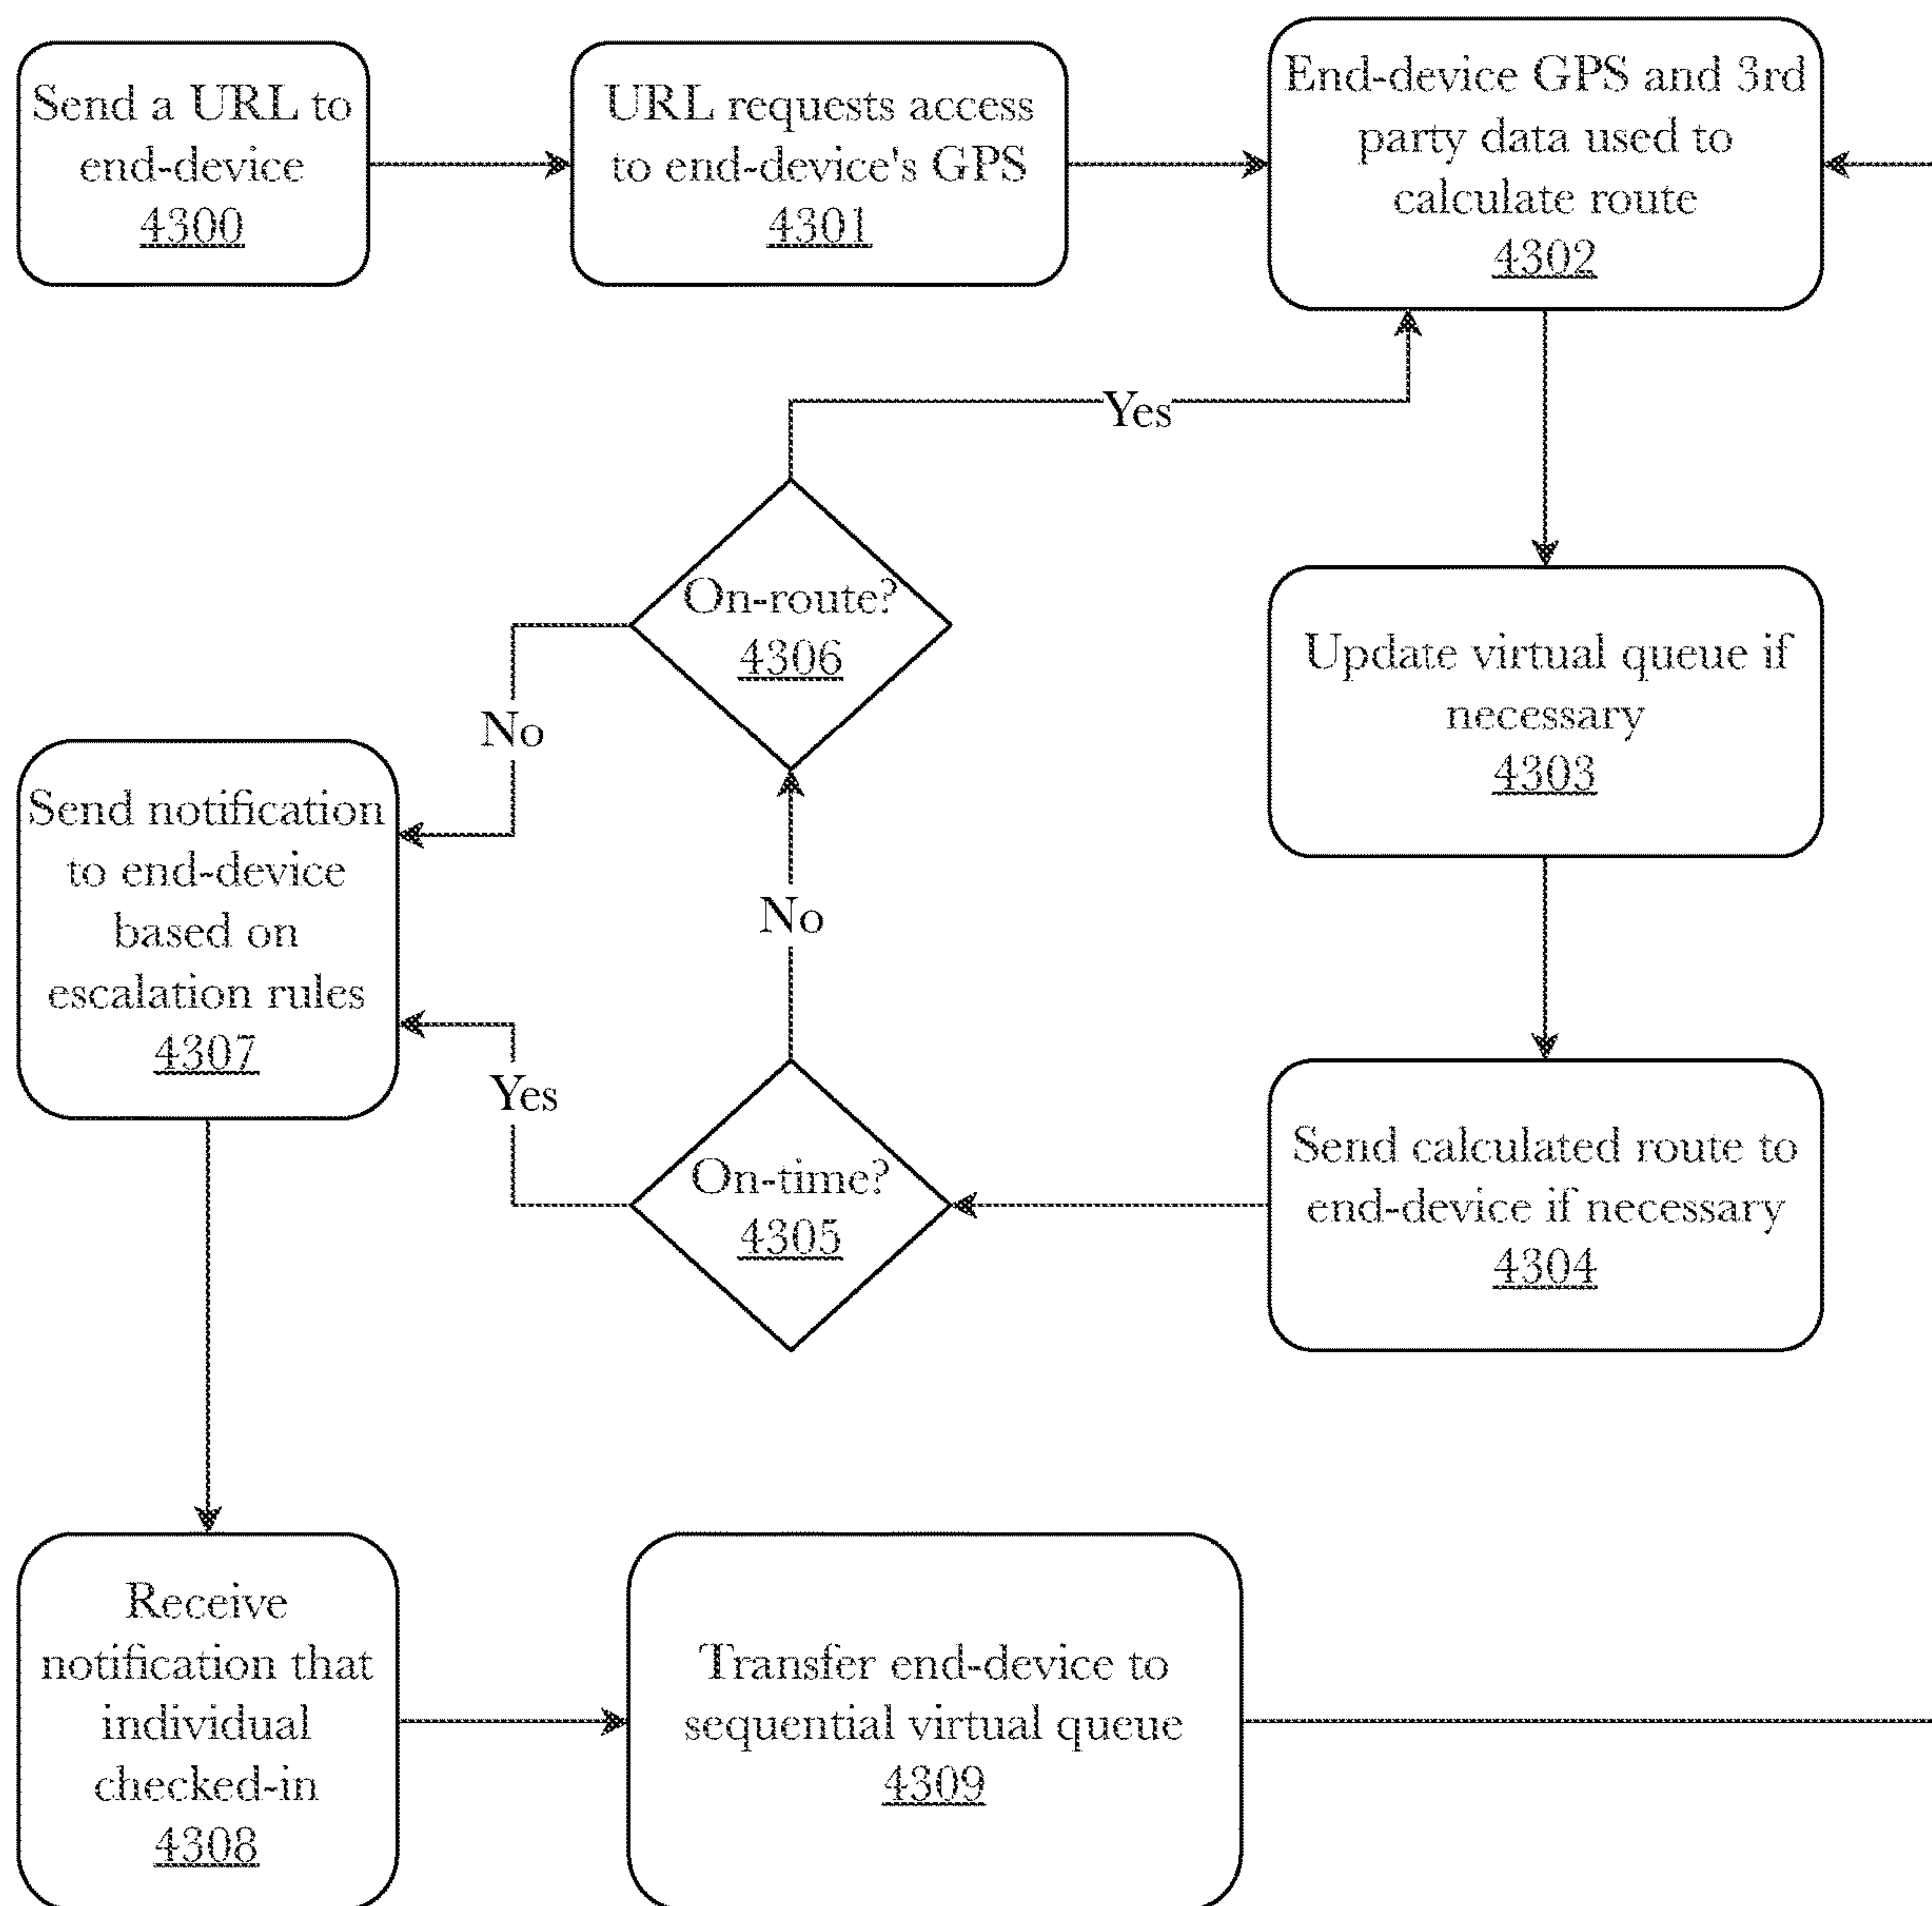 Send a URL to
end-device
4300
URL requests access
to end-device's GPS
4301
End-device GPS and 3rd
party data used to
calculate route
4302
Yes
On-route?
4306
No
Update virtual queue if
necessary
4303
Send notification
to end-device
based on
escalation rules
4307
No
Yes
On-time?
4305
Send calculated route to
end-device if necessary
4304
Receive
notification that
individual
checked-in
4308
Transfer end-device to
sequential virtual queue
4309